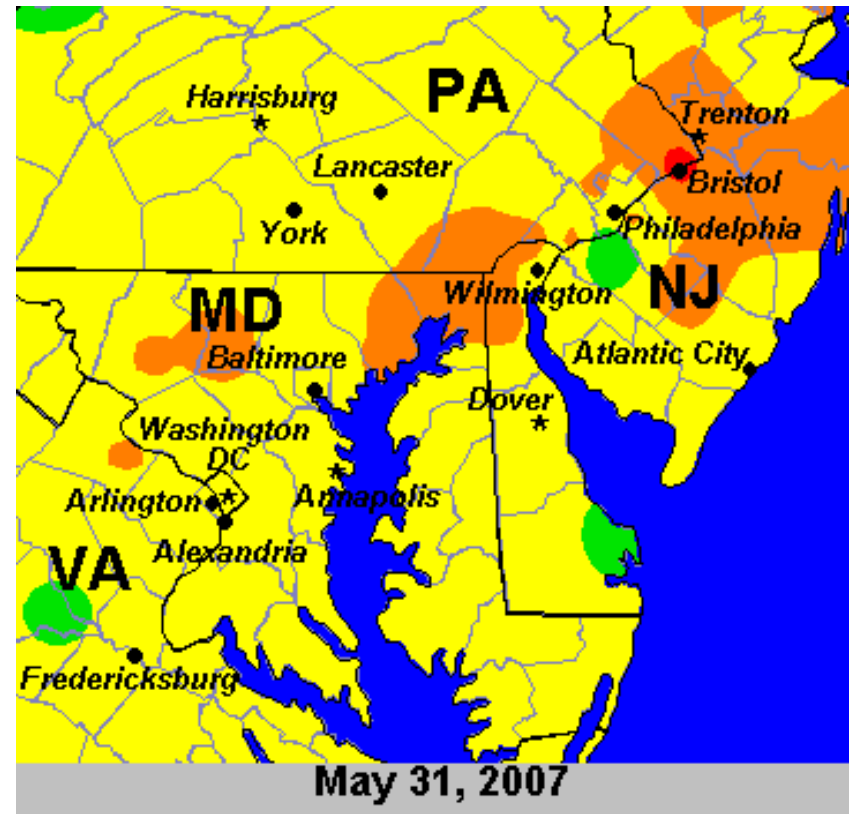 PA
Harrisburg
Trenton
Lancaster
Bristol
York
Philadelphia
MD
Wilmington
NJ
Baltimore
Atlantic City
Dover
Washington
DC
Arlington
Annapolis
Alexandria
VA
Fredericksburg
May 31, 2007